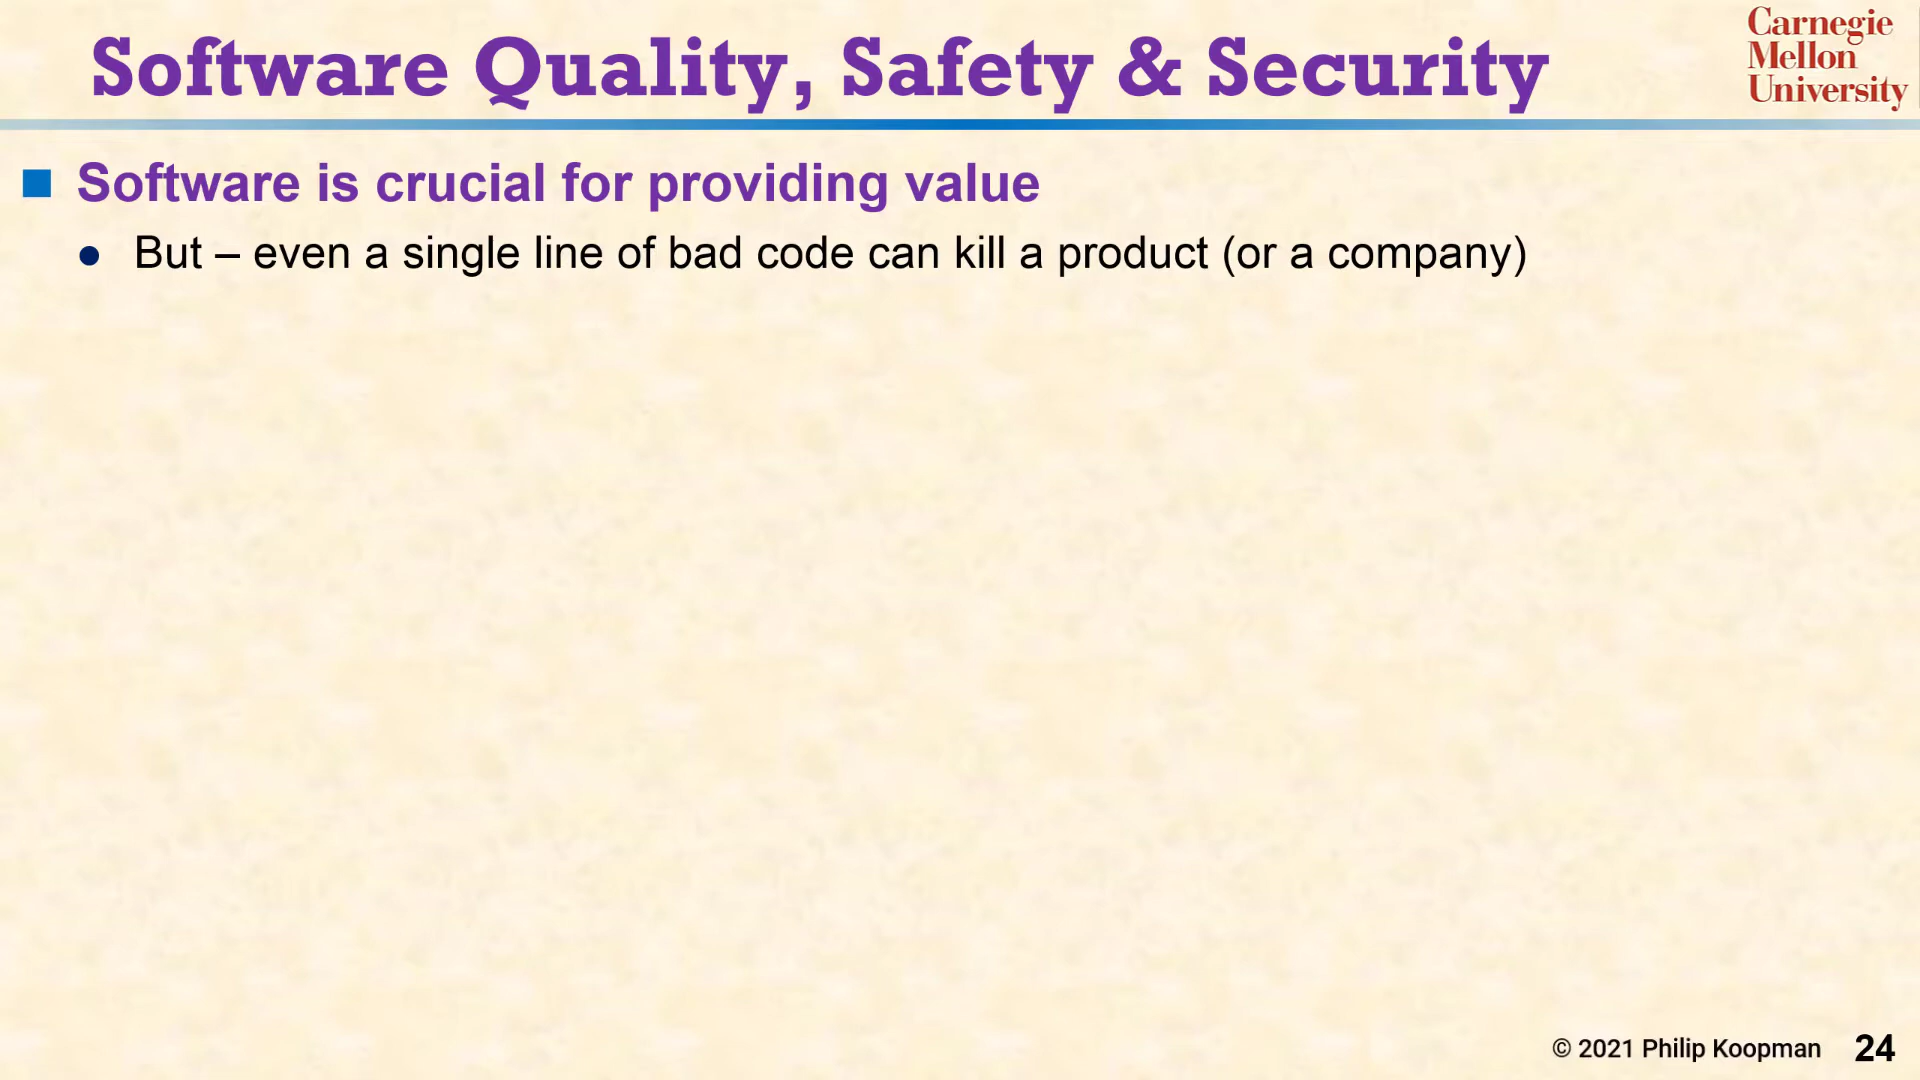 Software Quality, Safety & Security
Carnegie
Mellon
University
Software is crucial for providing value
But – even a single line of bad code can kill a product (or a company)
© 2021 Philip Koopman 24